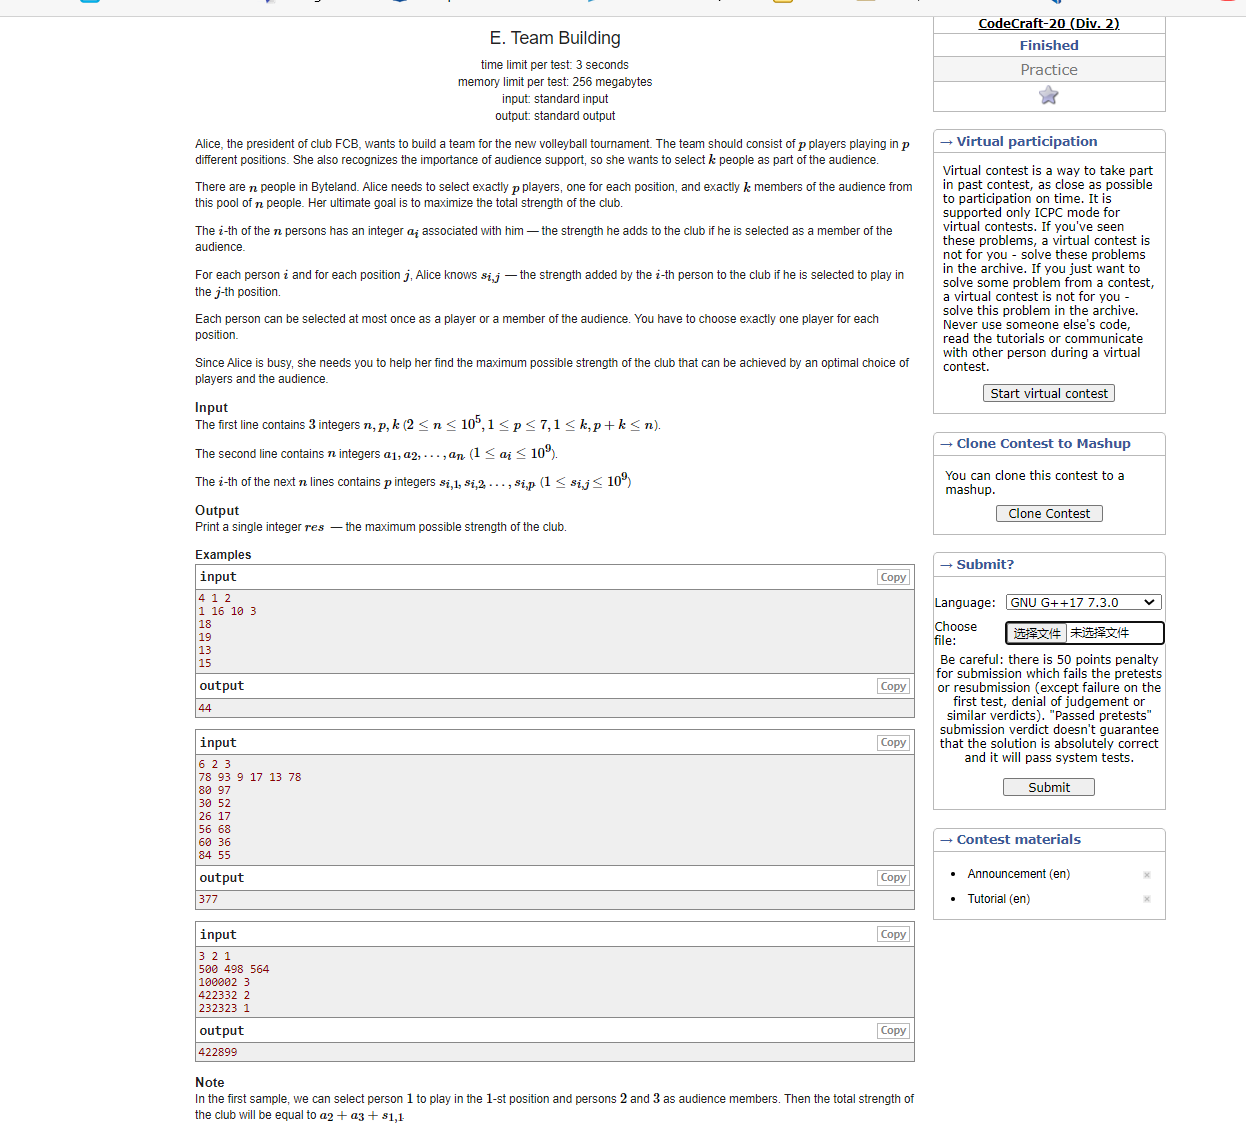 E. Team Building
time limit per test: 3 seconds
memory limit per test: 256 megabytes
input: standard input
output: standard output
Alice, the president of club FCB, wants to build a team for the new volleyball tournament. The team should consist of p players playing in p
different positions. She also recognizes the importance of audience support, so she wants to select k people as part of the audience.
There are n people in Byteland. Alice needs to select exactly p players, one for each position, and exactly k members of the audience from
this pool of n people. Her ultimate goal is to maximize the total strength of the club.
The i-th of the n persons has an integer a_i associated with him — the strength he adds to the club if he is selected as a member of the
audience.
For each person i and for each position j, Alice knows s_{i,j} — the strength added by the i-th person to the club if he is selected to play in
the j-th position.
Each person can be selected at most once as a player or a member of the audience. You have to choose exactly one player for each
position.
Since Alice is busy, she needs you to help her find the maximum possible strength of the club that can be achieved by an optimal choice of
players and the audience.
Input
The first line contains 3 integers n, p, k (2 ≤ n ≤ 10^5, 1 ≤ p ≤ 7, 1 ≤ k, p + k ≤ n).
The second line contains n integers a_1, a_2, . . . , a_n. (1 ≤ a_i ≤ 10^9).
The i-th of the next n lines contains p integers s_{i,1}, s_{i,2}, . . . , s_{i,p}. (1 ≤ s_{i,j} ≤ 10^9)
Output
Print a single integer res — the maximum possible strength of the club.
Examples
input
Copy
4 1 2
1 16 10 3
18
19
13
15
output
Copy
44
input
Copy
6 2 3
78 93 9 17 13 78
80 97
30 52
26 17
56 68
60 36
84 55
output
Copy
377
input
Copy
3 2 1
500 498 564
100002 3
422332 2
232323 1
output
Copy
422899
Note
In the first sample, we can select person 1 to play in the 1-st position and persons 2 and 3 as audience members. Then the total strength of
the club will be equal to a_2 + a_3 + s_{1,1}.
CodeCraft-20 (Div. 2)
Finished
Practice
→ Virtual participation
Virtual contest is a way to take part
in past contest, as close as possible
to participation on time. It is
supported only ICPC mode for
virtual contests. If you've seen
these problems, a virtual contest is
not for you - solve these problems
in the archive. If you just want to
solve some problem from a contest,
a virtual contest is not for you -
solve this problem in the archive.
Never use someone else's code,
read the tutorials or communicate
with other person during a virtual
contest.
Start virtual contest
→ Clone Contest to Mashup
You can clone this contest to a
mashup.
Clone Contest
→ Submit?
Language: GNU G++17 7.3.0
Choose
file:
选择文件 未选择文件
Be careful: there is 50 points penalty
for submission which fails the pretests
or resubmission (except failure on the
first test, denial of judgement or
similar verdicts). "Passed pretests"
submission verdict doesn't guarantee
that the solution is absolutely correct
and it will pass system tests.
Submit
→ Contest materials
• Announcement (en)
• Tutorial (en)